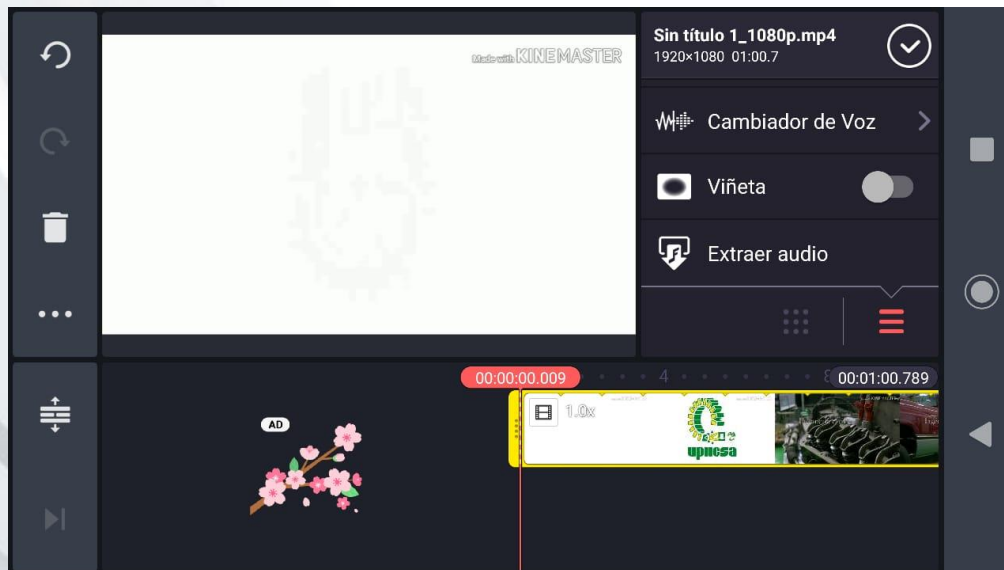 Made with KINEMASTER
Sin título 1_1080p.mp4
1920×1080 01:00.7
Cambiador de Voz
Viñeta
Extraer audio
00:00:00.009
4
8
00:01:00.789
AD
1.0x
upiicsa